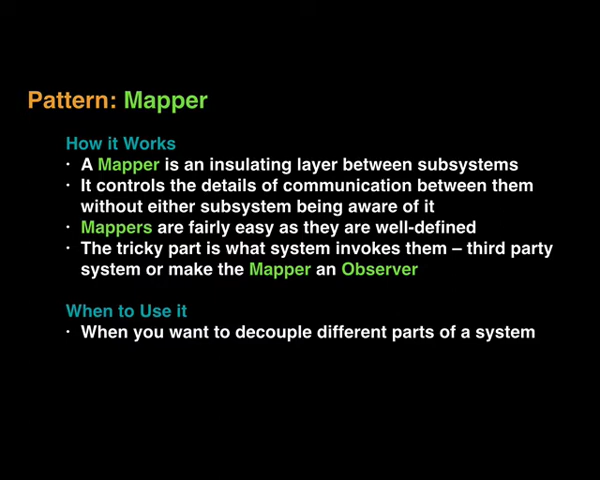 Pattern: Mapper
How it Works
· A Mapper is an insulating layer between subsystems
· It controls the details of communication between them
without either subsystem being aware of it
· Mappers are fairly easy as they are well-defined
· The tricky part is what system invokes them – third party
system or make the Mapper an Observer
When to Use it
· When you want to decouple different parts of a system